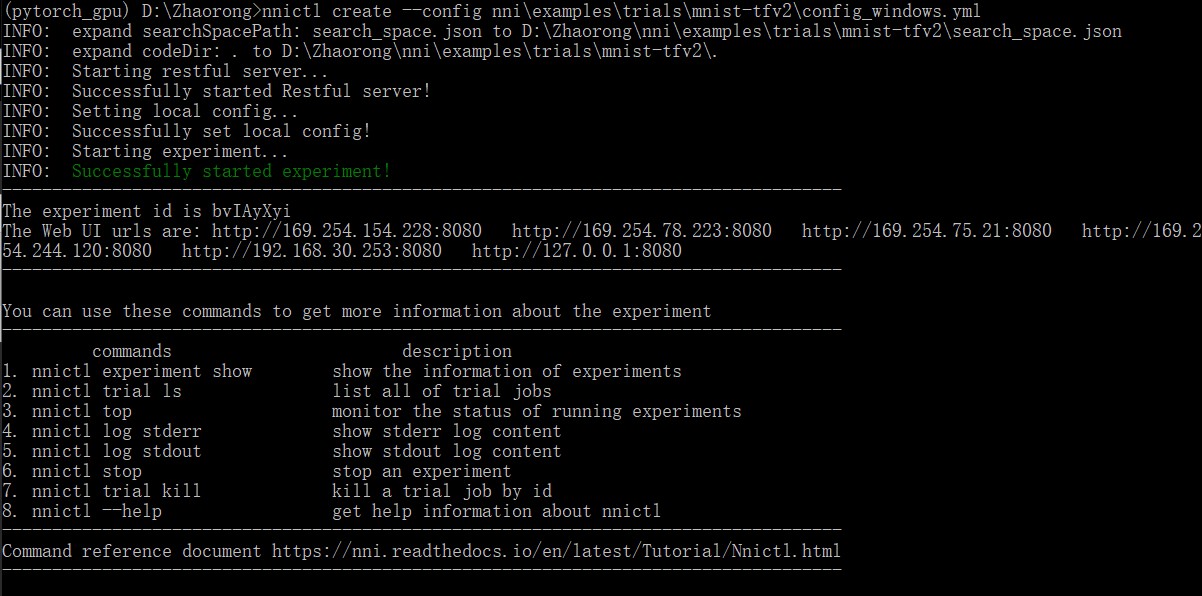 (pytorch_gpu) D:\Zhaorong>nnictl create --config nni\examples\trials\mnist-tfv2\config_windows.yml
INFO:  expand searchSpacePath: search_space.json to D:\Zhaorong\nni\examples\trials\mnist-tfv2\search_space.json
INFO:  expand codeDir: . to D:\Zhaorong\nni\examples\trials\mnist-tfv2\.
INFO:  Starting restful server...
INFO:  Successfully started Restful server!
INFO:  Setting local config...
INFO:  Successfully set local config!
INFO:  Starting experiment...
INFO:  Successfully started experiment!
------------------------------------------------------------------------------------
The experiment id is bvIAyXyi
The Web UI urls are: http://169.254.154.228:8080   http://169.254.78.223:8080   http://169.254.75.21:8080   http://169.2
54.244.120:8080   http://192.168.30.253:8080   http://127.0.0.1:8080
------------------------------------------------------------------------------------
You can use these commands to get more information about the experiment
------------------------------------------------------------------------------------
commands                       description
1. nnictl experiment show        show the information of experiments
2. nnictl trial ls               list all of trial jobs
3. nnictl top                    monitor the status of running experiments
4. nnictl log stderr             show stderr log content
5. nnictl log stdout             show stdout log content
6. nnictl stop                   stop an experiment
7. nnictl trial kill             kill a trial job by id
8. nnictl --help                 get help information about nnictl
------------------------------------------------------------------------------------
Command reference document https://nni.readthedocs.io/en/latest/Tutorial/Nnictl.html
------------------------------------------------------------------------------------